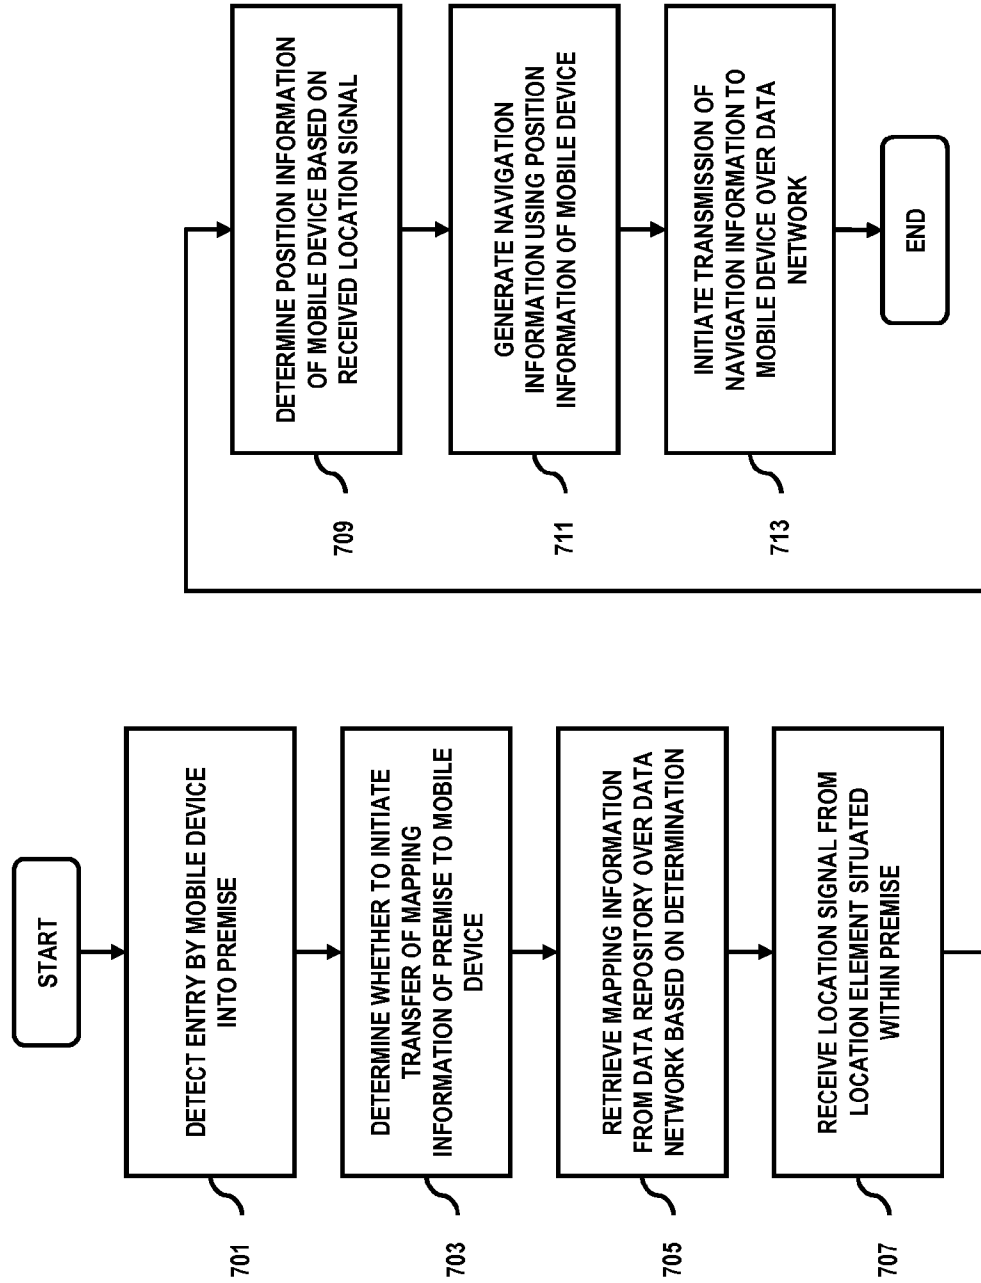 START
DETECT ENTRY BY MOBILE DEVICE
INTO PREMISE
701
DETERMINE WHETHER TO INITIATE
TRANSFER OF MAPPING
INFORMATION OF PREMISE TO MOBILE
DEVICE
703
RETRIEVE MAPPING INFORMATION
FROM DATA REPOSITORY OVER DATA
NETWORK BASED ON DETERMINATION
705
RECEIVE LOCATION SIGNAL FROM
LOCATION ELEMENT SITUATED
WITHIN PREMISE
707
DETERMINE POSITION INFORMATION
OF MOBILE DEVICE BASED ON
RECEIVED LOCATION SIGNAL
709
GENERATE NAVIGATION
INFORMATION USING POSITION
INFORMATION OF MOBILE DEVICE
711
INITIATE TRANSMISSION OF
NAVIGATION INFORMATION TO
MOBILE DEVICE OVER DATA
NETWORK
713
END